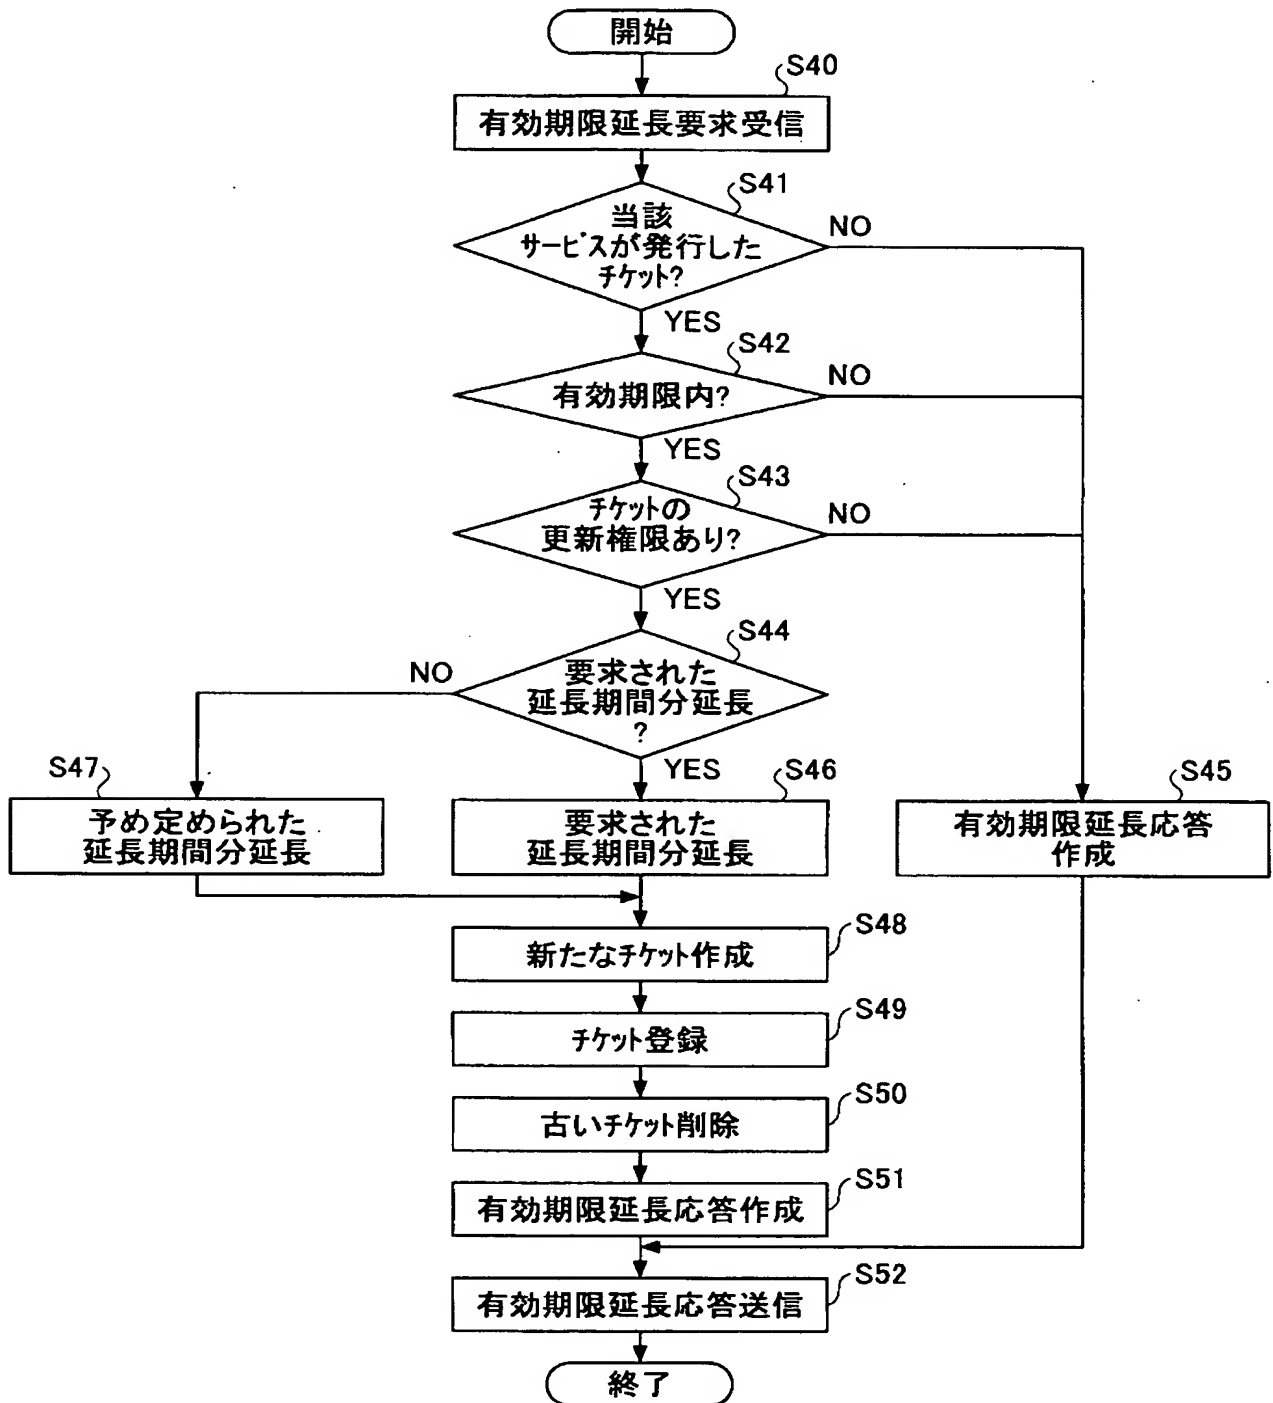 開始
S40
有効期限延長要求受信
S41
当該
サービスが発行した
チケット?
NO
YES
S42
有効期限内?
NO
YES
S43
チケットの
更新権限あり?
NO
YES
S44
要求された
延長期間分延長
?
NO
YES
S47
予め定められた
延長期間分延長
S46
要求された
延長期間分延長
S45
有効期限延長応答
作成
S48
新たなチケット作成
S49
チケット登録
S50
古いチケット削除
S51
有効期限延長応答作成
S52
有効期限延長応答送信
終了